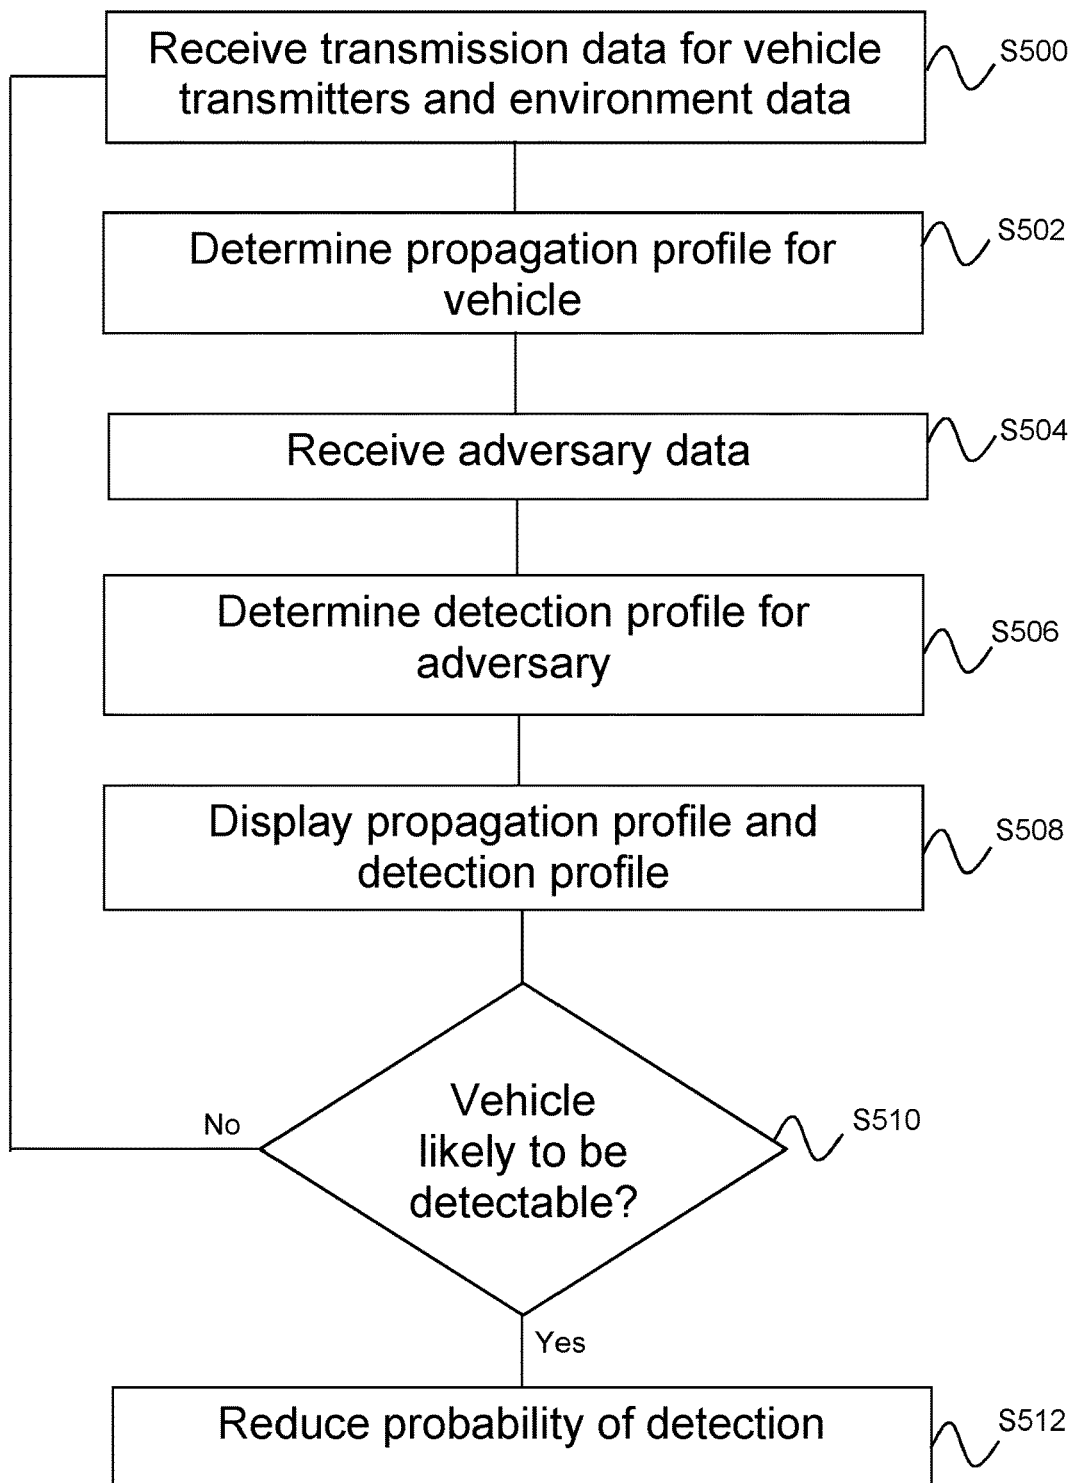 Receive transmission data for vehicle
transmitters and environment data
S500
Determine propagation profile for
vehicle
S502
Receive adversary data
S504
Determine detection profile for
adversary
S506
Display propagation profile and
detection profile
S508
Vehicle
likely to be
detectable?
S510
No
Yes
Reduce probability of detection
S512